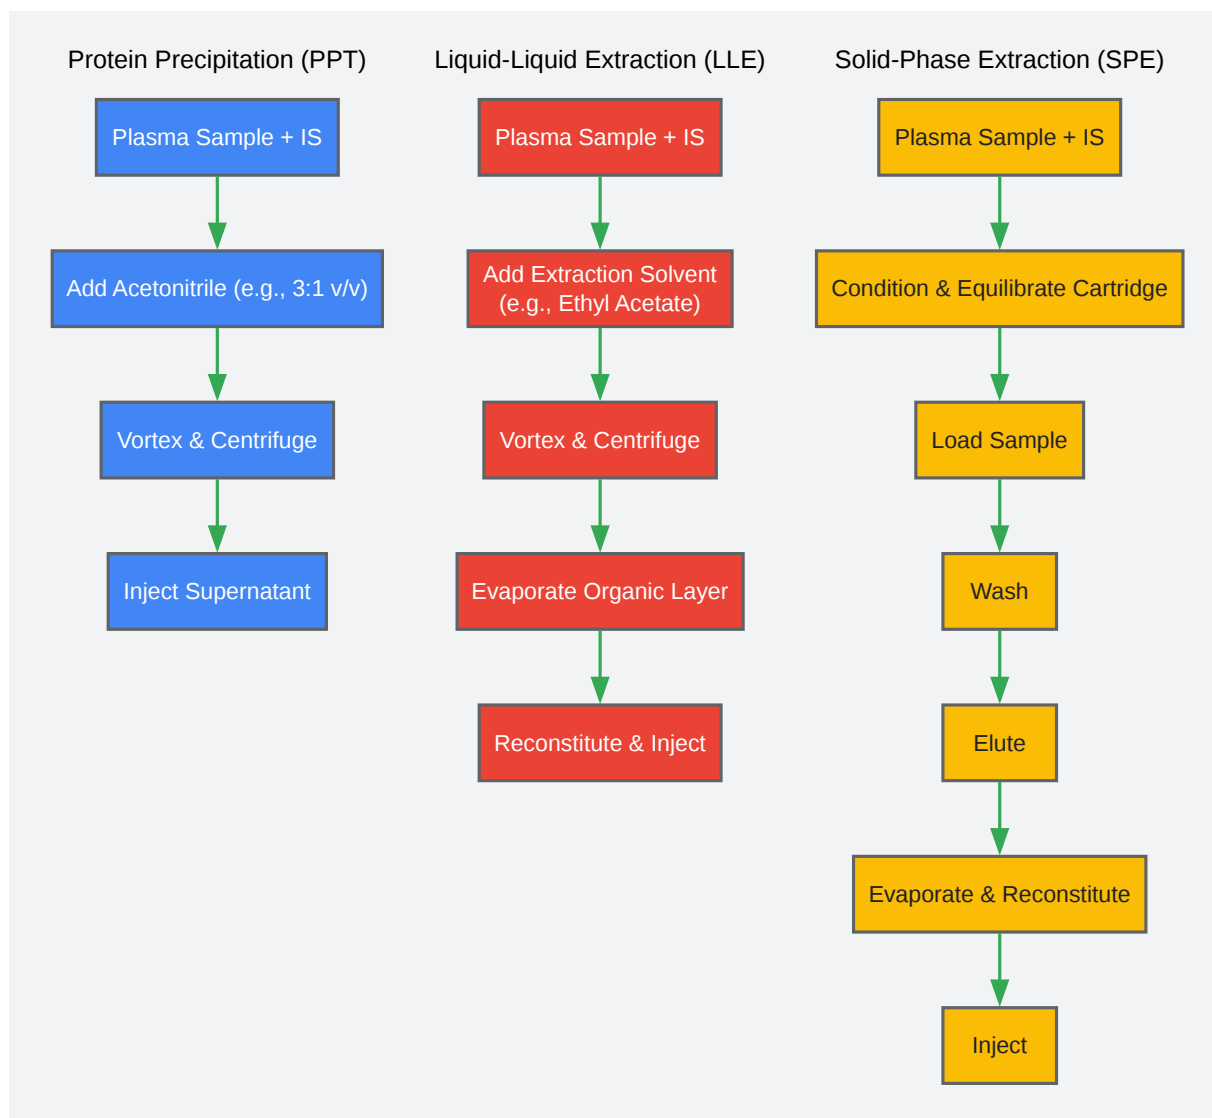 Protein Precipitation (PPT)
Plasma Sample + IS
Add Acetonitrile (e.g., 3:1 v/v)
Vortex & Centrifuge
Inject Supernatant
Liquid-Liquid Extraction (LLE)
Plasma Sample + IS
Add Extraction Solvent
(e.g., Ethyl Acetate)
Vortex & Centrifuge
Evaporate Organic Layer
Reconstitute & Inject
Solid-Phase Extraction (SPE)
Plasma Sample + IS
Condition & Equilibrate Cartridge
Load Sample
Wash
Elute
Evaporate & Reconstitute
Inject